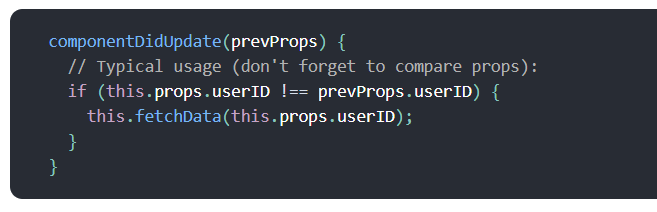 componentDidUpdate(prevProps) {
  // Typical usage (don't forget to compare props):
  if (this.props.userID !== prevProps.userID) {
    this.fetchData(this.props.userID);
  }
}